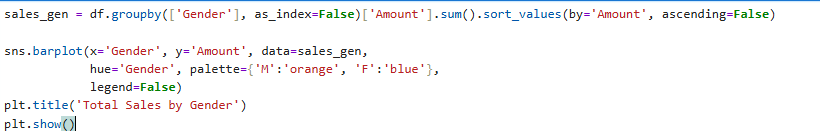 sales_gen = df.groupby(['Gender'], as_index=False)['Amount'].sum().sort_values(by='Amount', ascending=False)
sns.barplot(x='Gender', y='Amount', data=sales_gen,
            hue='Gender', palette={'M':'orange', 'F':'blue'},
            legend=False)
plt.title('Total Sales by Gender')
plt.show()